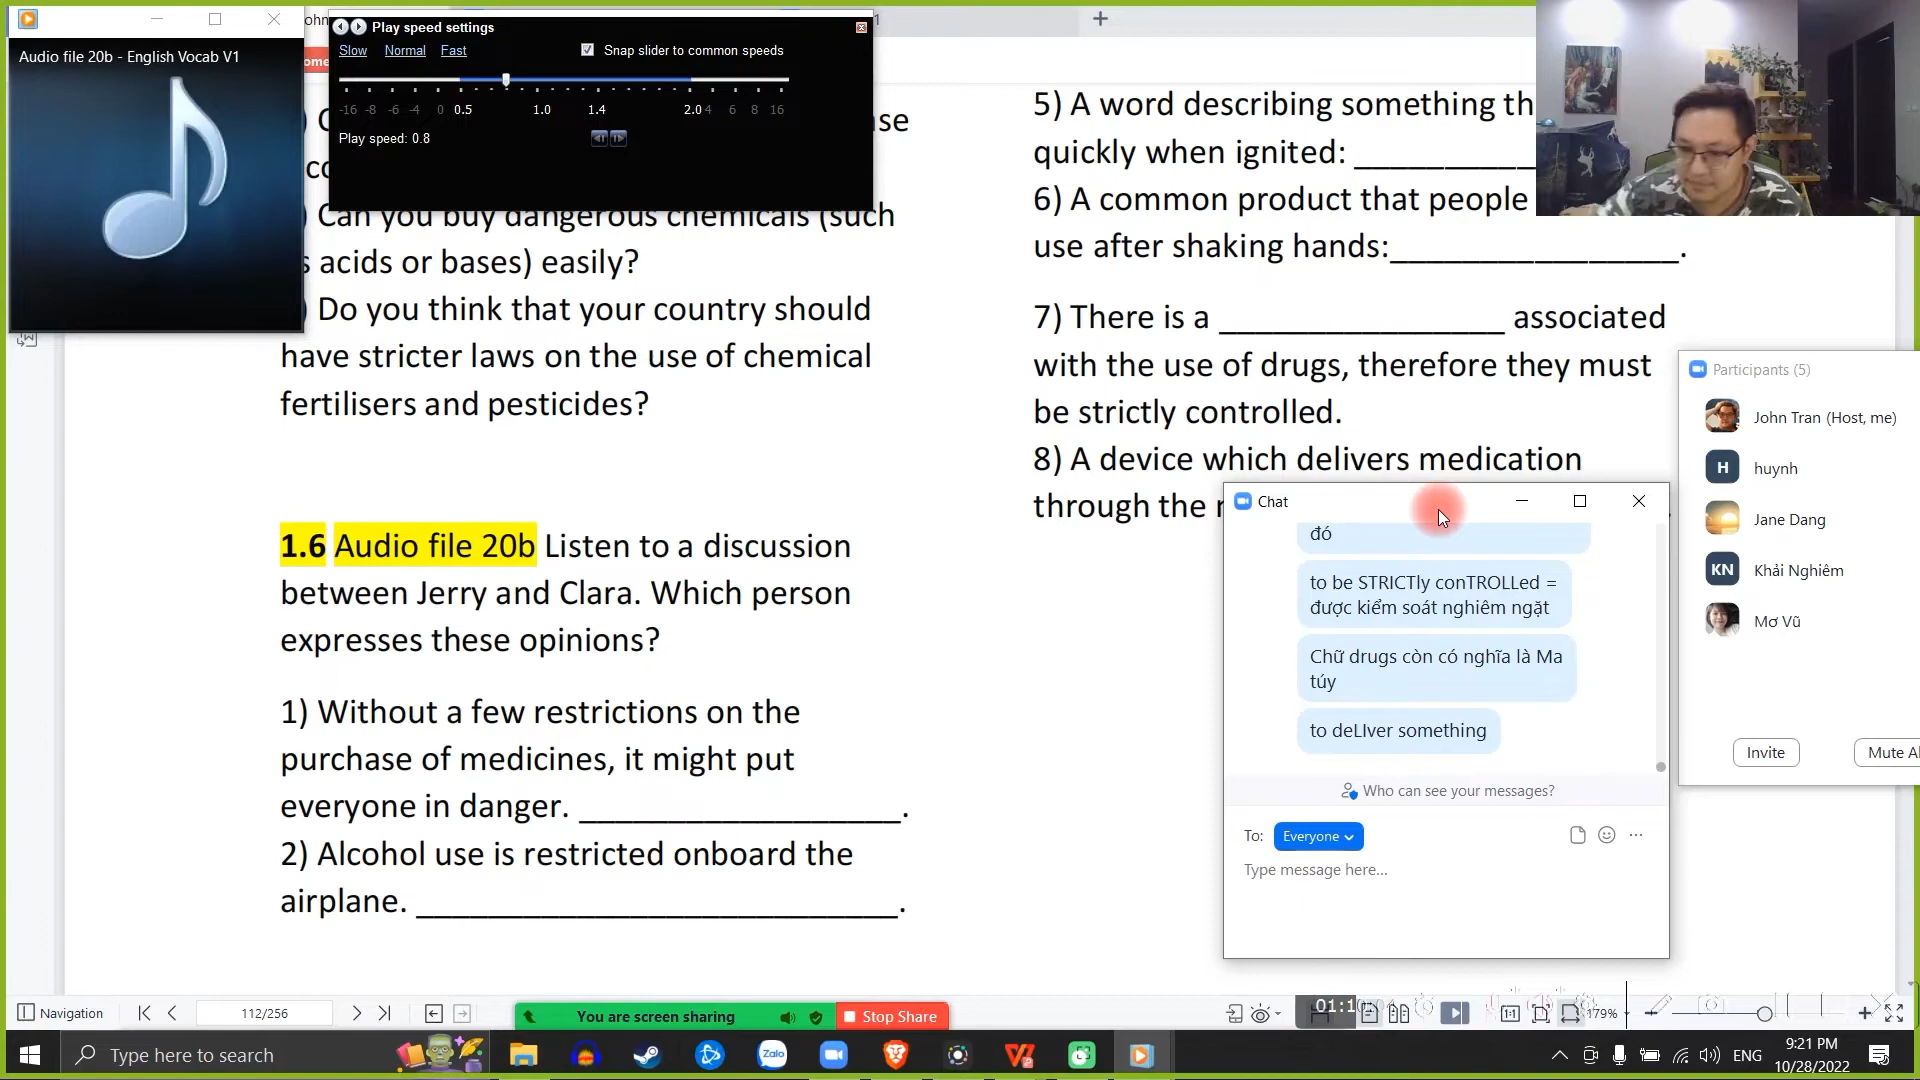 Audio file 20b - English Vocab V1
Play speed settings
Slow Normal Fast
Snap slider to common speeds
-16 -8 -6 -4 0 0.5 1.0 1.4 2.0 4 6 8 16
Play speed: 0.8
Can you buy dangerous chemicals (such
acids or bases) easily?
Do you think that your country should
have stricter laws on the use of chemical
fertilisers and pesticides?
1.6 Audio file 20b Listen to a discussion
between Jerry and Clara. Which person
expresses these opinions?
1) Without a few restrictions on the
purchase of medicines, it might put
everyone in danger. __________________.
2) Alcohol use is restricted onboard the
airplane. ___________________________.
5) A word describing something th
quickly when ignited: __________
6) A common product that people
use after shaking hands:________________.
7) There is a ________________ associated
with the use of drugs, therefore they must
be strictly controlled.
8) A device which delivers medication
through the
Chat
đó
to be STRICTly conTROLLed =
được kiểm soát nghiêm ngặt
Chữ drugs còn có nghĩa là Ma
túy
to deLIver something
Who can see your messages?
To: Everyone
Type message here...
Participants (5)
John Tran (Host, me)
H huynh
Jane Dang
KN Khải Nghiêm
Mơ Vũ
Invite
Mute Al
Navigation
112/256
You are screen sharing
Stop Share
01:1
179%
Type here to search
Zalo
ENG
9:21 PM
10/28/2022